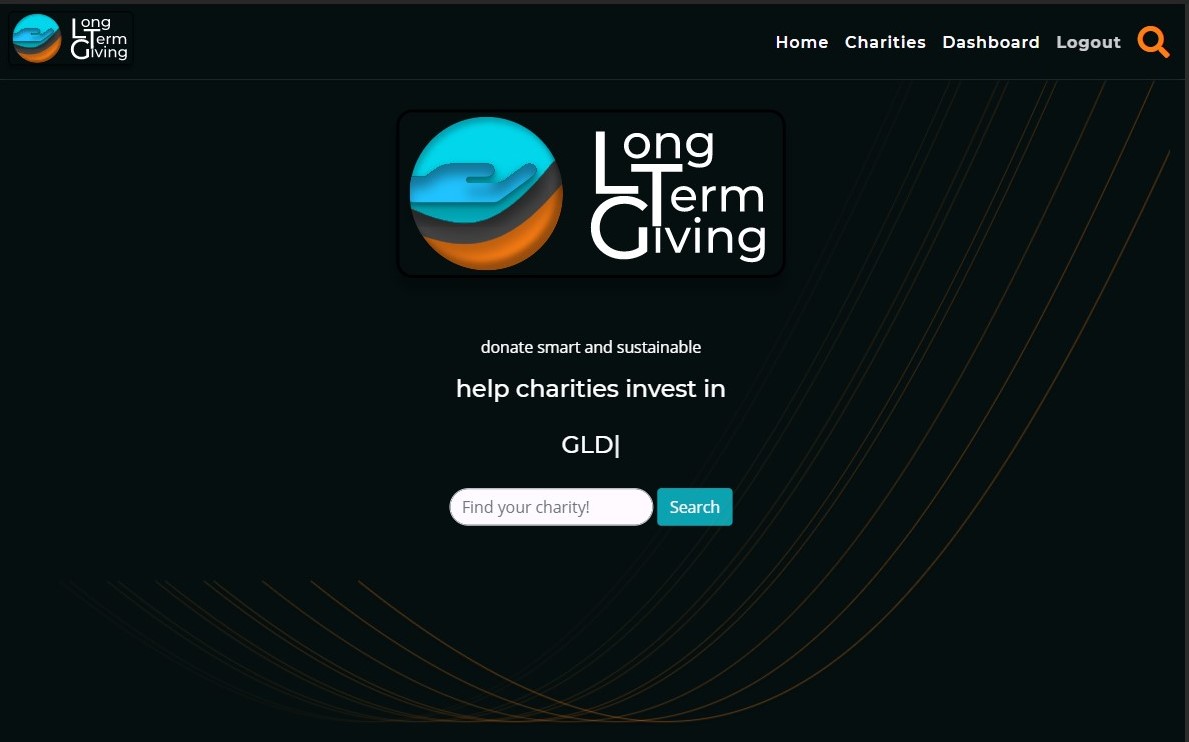 Long
Term
Giving
Home Charities Dashboard Logout
Long
Term
Giving
donate smart and sustainable
help charities invest in
GLD|
Find your charity! Search